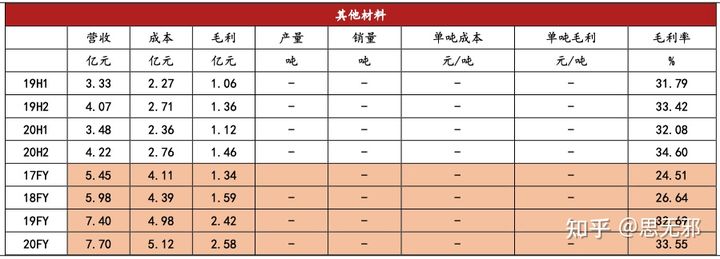 其他材料
营收 成本 毛利 产量 销量 单吨成本 单吨毛利 毛利率
亿元 亿元 亿元 吨 吨 元/吨 元/吨 %
19H1 3.33 2.27 1.06 – – – – 31.79
19H2 4.07 2.71 1.36 – – – – 33.42
20H1 3.48 2.36 1.12 – – – – 32.08
20H2 4.22 2.76 1.46 – – – – 34.60
17FY 5.45 4.11 1.34 – – – – 24.51
18FY 5.98 4.39 1.59 – – – – 26.64
19FY 7.40 4.98 2.42 – – – –
20FY 7.70 5.12 2.58 – – – – 33.55
知乎 @思无邪